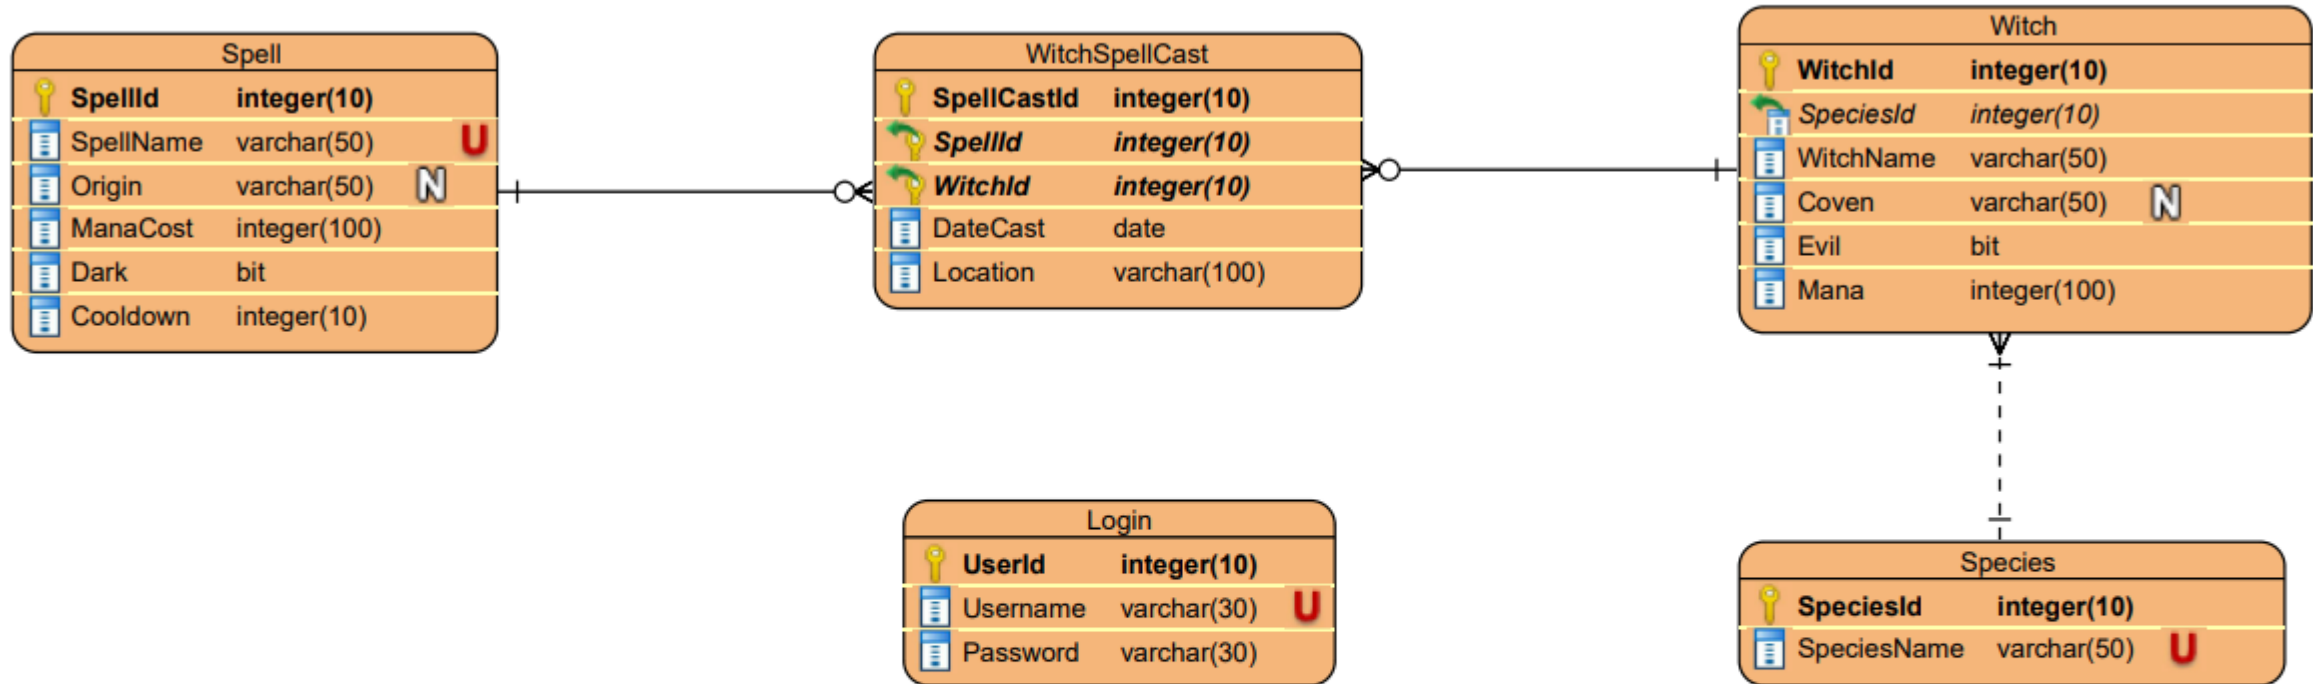 Spell
SpellId integer(10)
SpellName varchar(50) U
Origin varchar(50) N
ManaCost integer(100)
Dark bit
Cooldown integer(10)
WitchSpellCast
SpellCastId integer(10)
SpellId integer(10)
WitchId integer(10)
DateCast date
Location varchar(100)
Witch
WitchId integer(10)
SpeciesId integer(10)
WitchName varchar(50)
Coven varchar(50) N
Evil bit
Mana integer(100)
Login
UserId integer(10)
Username varchar(30) U
Password varchar(30)
Species
SpeciesId integer(10)
SpeciesName varchar(50) U